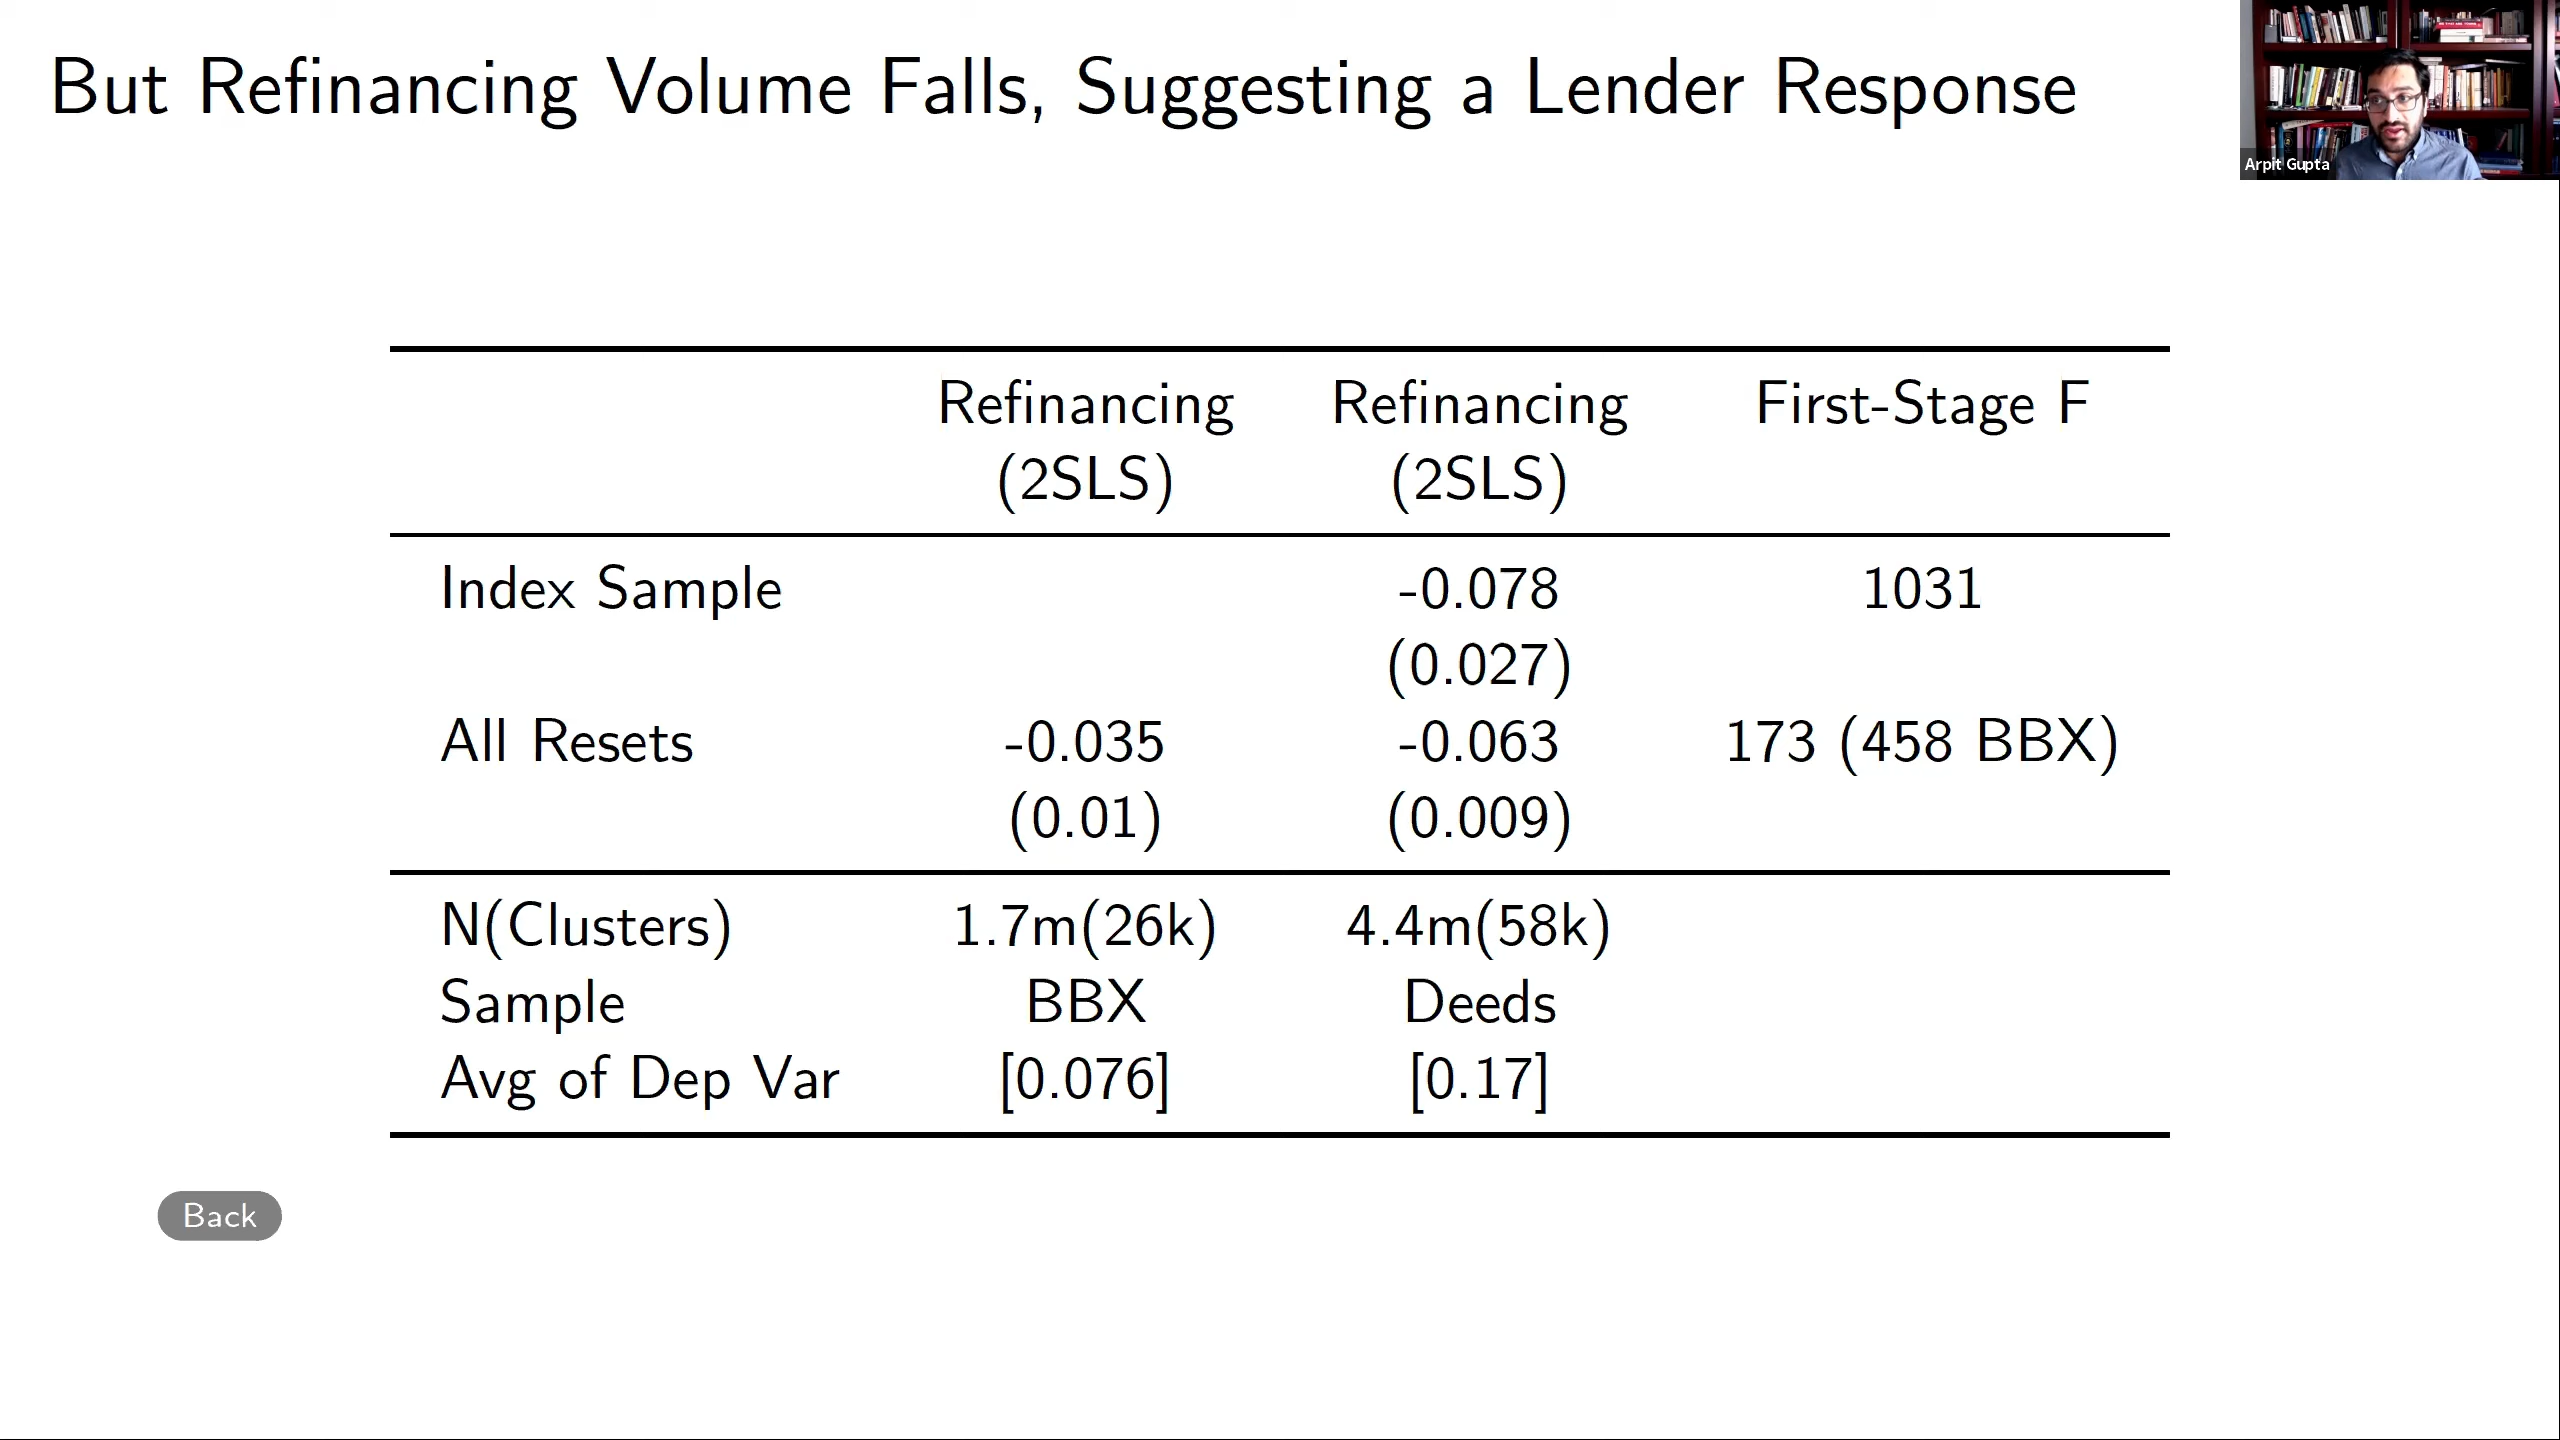 But Refinancing Volume Falls, Suggesting a Lender Response
Arpit Gupta
Refinancing Refinancing First-Stage F
(2SLS) (2SLS)
Index Sample -0.078 1031
(0.027)
All Resets -0.035 -0.063 173 (458 BBX)
(0.01) (0.009)
N(Clusters) 1.7m(26k) 4.4m(58k)
Sample BBX Deeds
Avg of Dep Var [0.076] [0.17]
Back